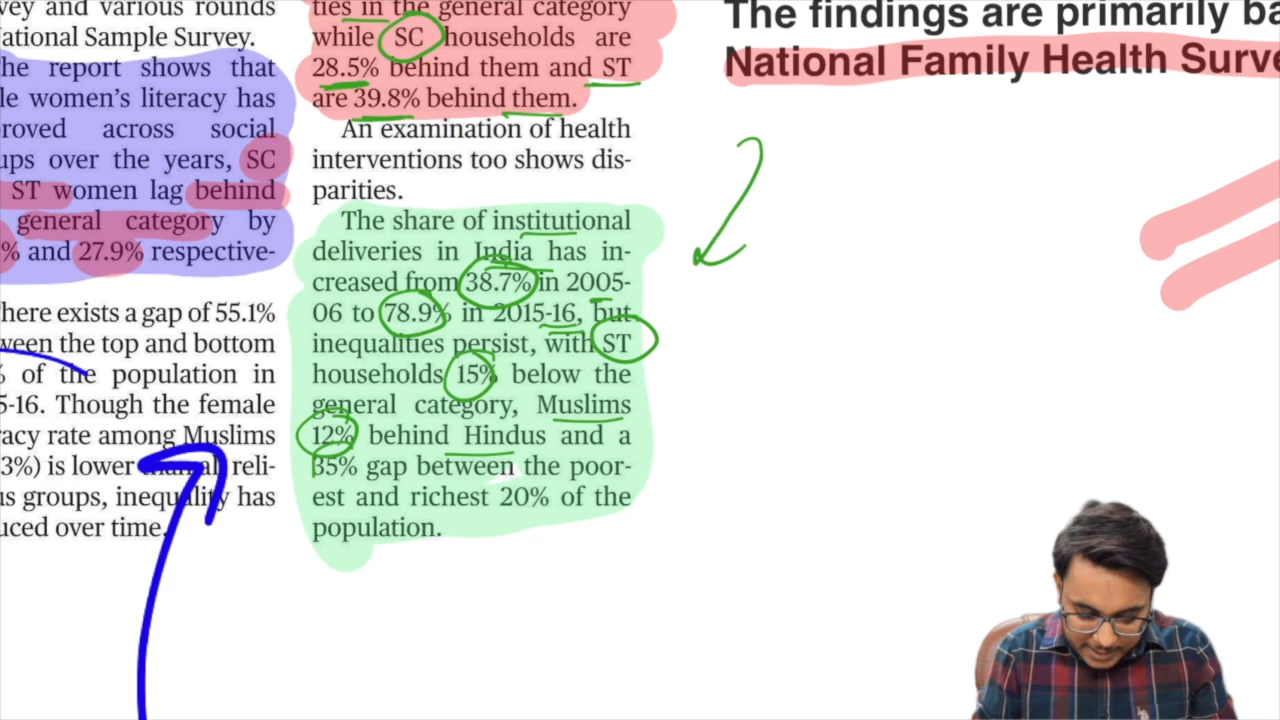 vey and various rounds
ational Sample Survey.
he report shows that
le women's literacy has
roved across social
ups over the years, SC
ST women lag behind
general category by
% and 27.9% respective-
here exists a gap of 55.1%
ween the top and bottom
% of the population in
5-16. Though the female
racy rate among Muslims
3%) is lower than all reli-
us groups, inequality has
uced over time.
ties in the general category
while SC households are
28.5% behind them and ST
are 39.8% behind them.
An examination of health
interventions too shows dis-
parities.
The share of institutional
deliveries in India has in-
creased from 38.7% in 2005-
06 to 78.9% in 2015-16, but
inequalities persist, with ST
households 15% below the
general category, Muslims
12% behind Hindus and a
35% gap between the poor-
est and richest 20% of the
population.
The findings are primarily ba
National Family Health Surve